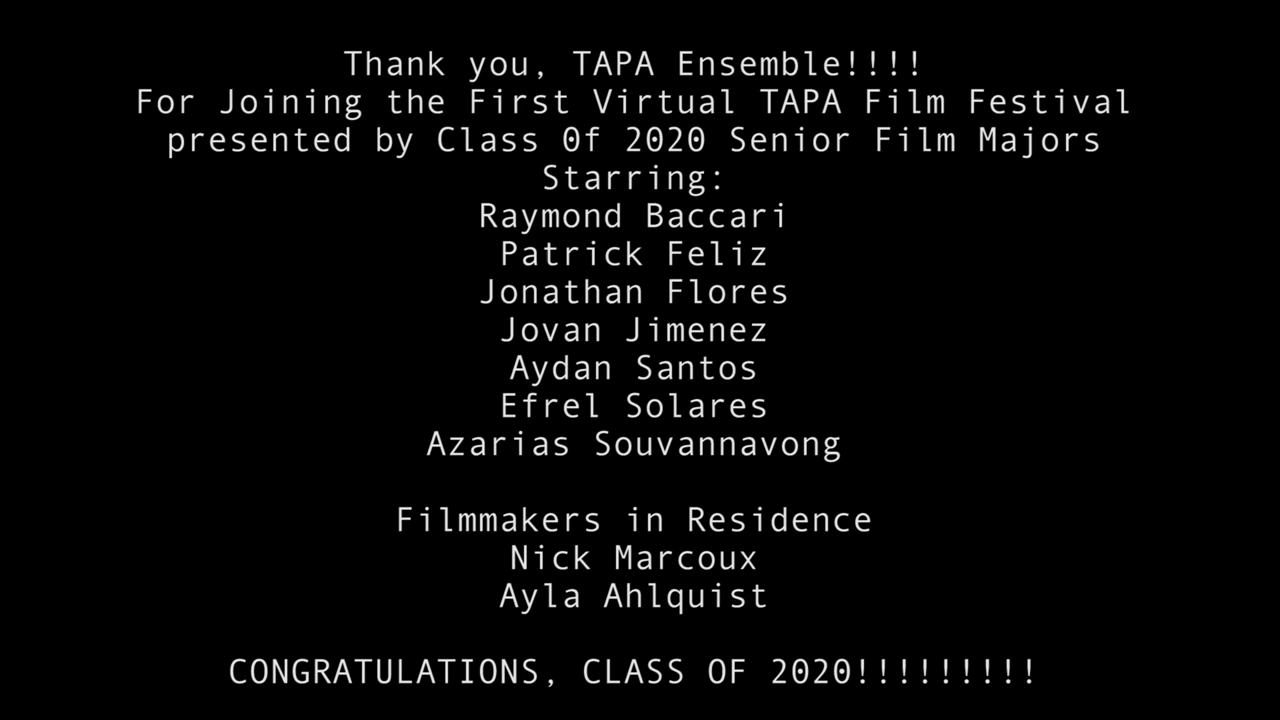 Thank you, TAPA Ensemble!!!!
For Joining the First Virtual TAPA Film Festival
presented by Class 0f 2020 Senior Film Majors
Starring:
Raymond Baccari
Patrick Feliz
Jonathan Flores
Jovan Jimenez
Aydan Santos
Efrel Solares
Azarias Souvannavong
Filmmakers in Residence
Nick Marcoux
Ayla Ahlquist
CONGRATULATIONS, CLASS OF 2020!!!!!!!!!